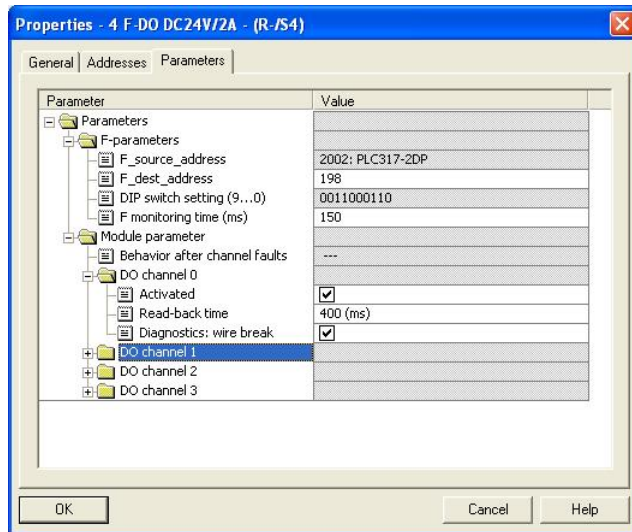 Properties - 4 F-DO DC24V/2A - (R-/S4)
General Addresses Parameters
Parameter Value
Parameters
F-parameters
F_source_address 2002: PLC317-2DP
F_dest_address 198
DIP switch setting (9...0) 0011000110
F monitoring time (ms) 150
Module parameter
Behavior after channel faults ---
DO channel 0
Activated
Read-back time 400 (ms)
Diagnostics: wire break
DO channel 1
DO channel 2
DO channel 3
OK Cancel Help